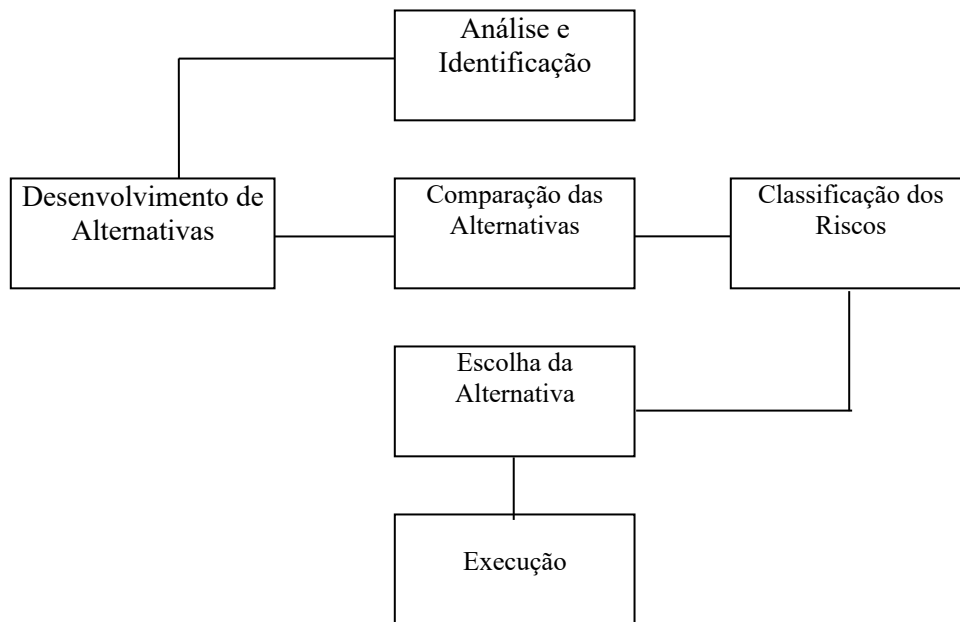 Análise e
Identificação
Desenvolvimento de
Alternativas
Comparação das
Alternativas
Classificação dos
Riscos
Escolha da
Alternativa
Execução